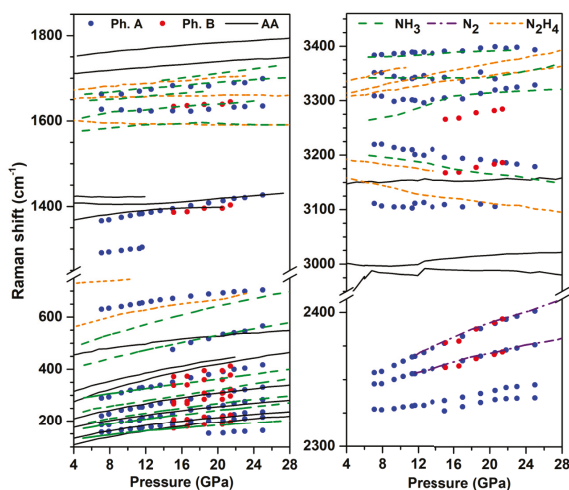 Ph. A Ph. B AA
NH3 N2 N2H4
Raman shift (cm-1)
1800
1600
1400
600
400
200
4 8 12 16 20 24 28
Pressure (GPa)
3400
3300
3200
3100
3000
2400
2300
4 8 12 16 20 24 28
Pressure (GPa)